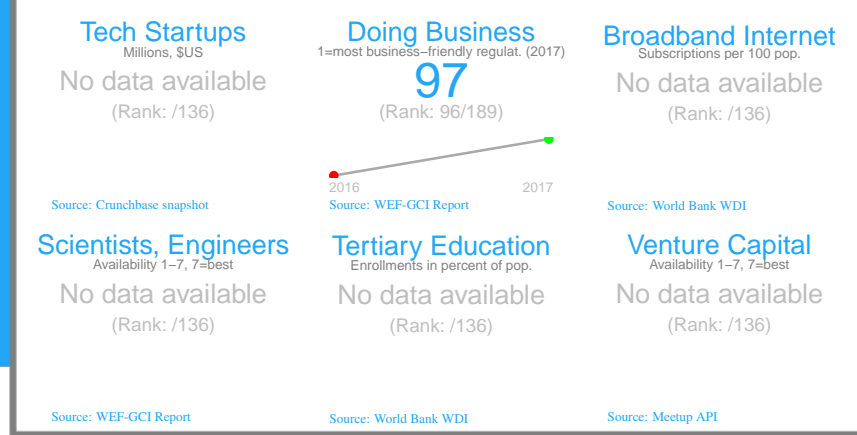 Tech Startups
Millions, $US
No data available
(Rank: /136)
Source: Crunchbase snapshot
Doing Business
1=most business−friendly regulat. (2017)
97
(Rank: 96/189)
2016 2017
Source: WEF-GCI Report
Broadband Internet
Subscriptions per 100 pop.
No data available
(Rank: /136)
Source: World Bank WDI
Scientists, Engineers
Availability 1−7, 7=best
No data available
(Rank: /136)
Source: WEF-GCI Report
Tertiary Education
Enrollments in percent of pop.
No data available
(Rank: /136)
Source: World Bank WDI
Venture Capital
Availability 1−7, 7=best
No data available
(Rank: /136)
Source: Meetup API